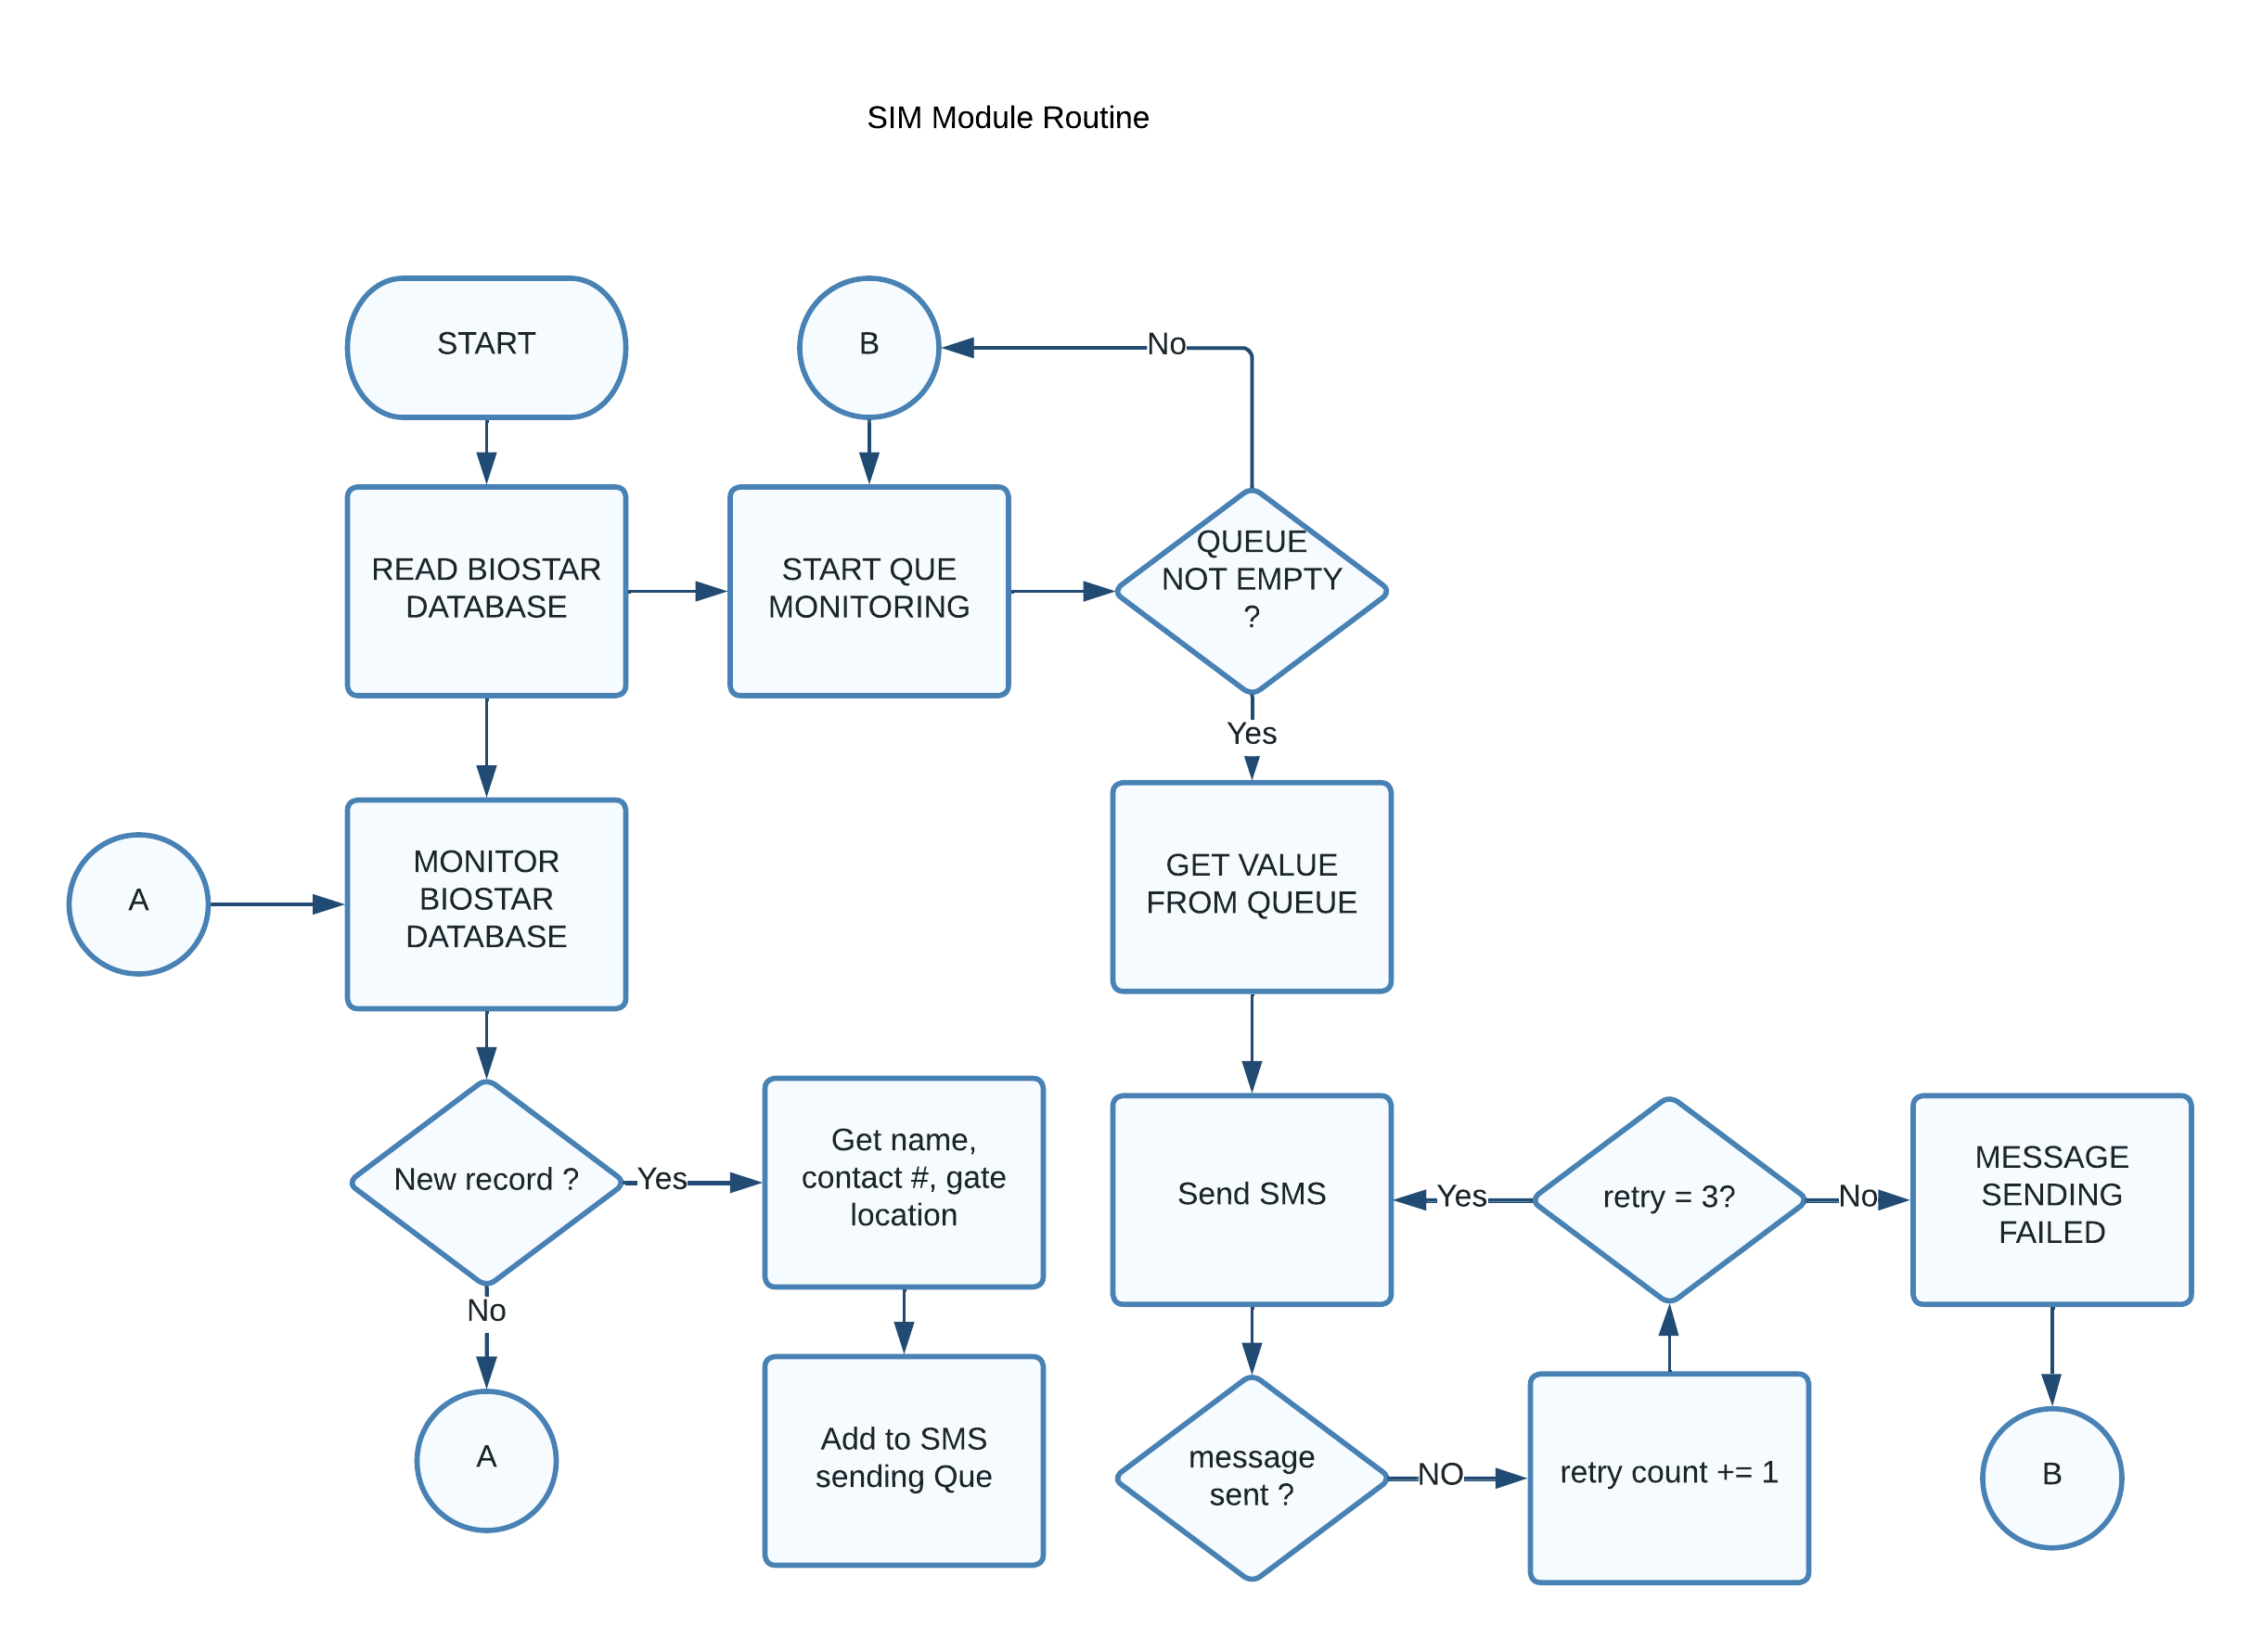 SIM Module Routine
START
B
No
READ BIOSTAR
DATABASE
START QUE
MONITORING
QUEUE
NOT EMPTY
?
Yes
A
MONITOR
BIOSTAR
DATABASE
GET VALUE
FROM QUEUE
New record ?
Yes
Get name,
contact #, gate
location
Send SMS
Yes
retry = 3?
No
MESSAGE
SENDING
FAILED
No
A
Add to SMS
sending Que
message
sent ?
NO
retry count += 1
B